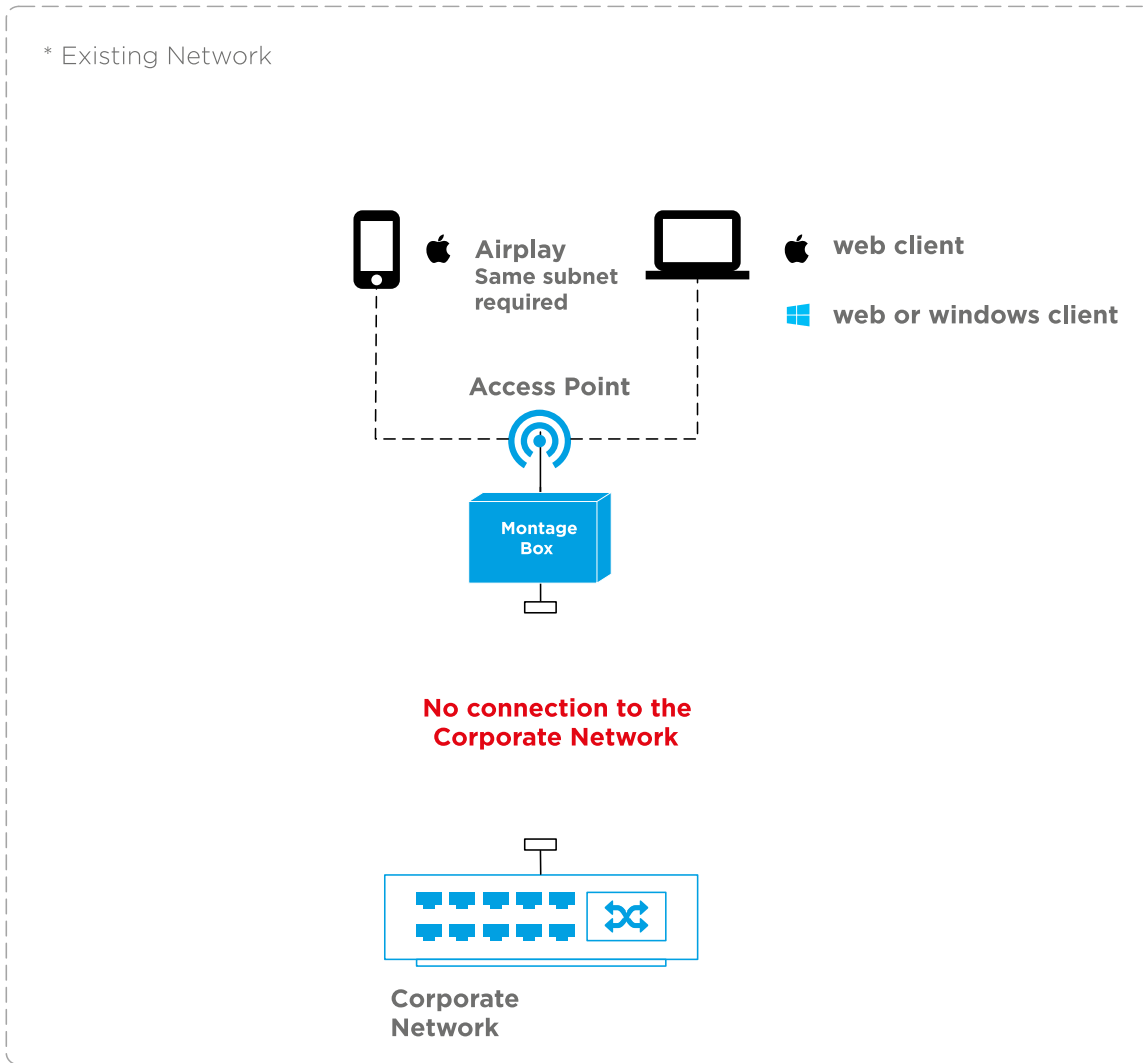 * Existing Network
Airplay
Same subnet
required
web client
web or windows client
Access Point
Montage
Box
No connection to the
Corporate Network
Corporate
Network